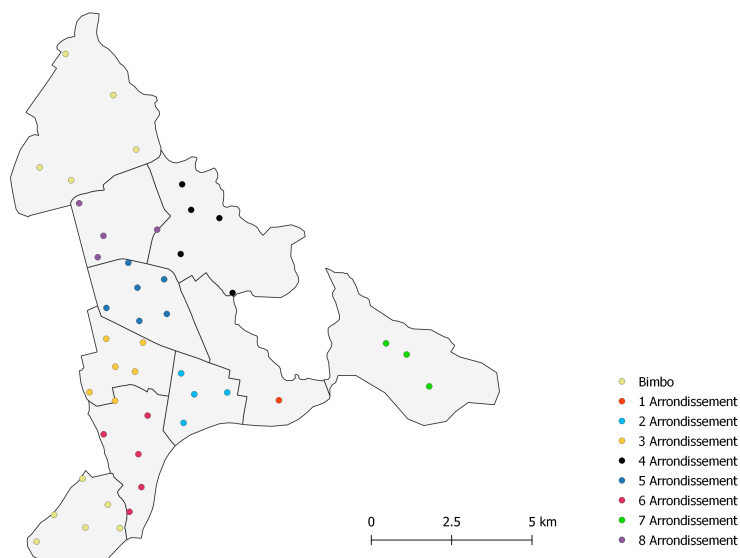 Bimbo
1 Arrondissement
2 Arrondissement
3 Arrondissement
4 Arrondissement
5 Arrondissement
6 Arrondissement
7 Arrondissement
8 Arrondissement
0 2.5 5 km